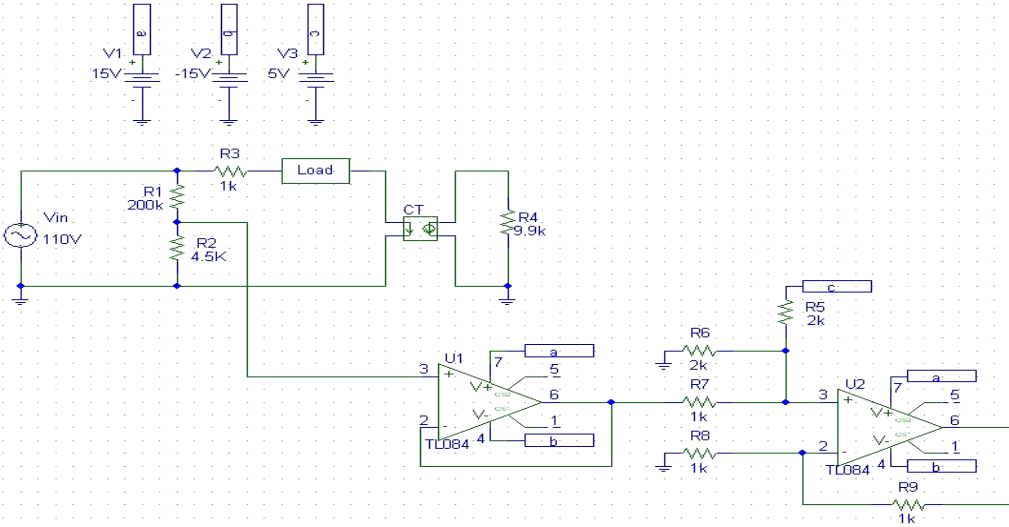 a
b
c
V1
V2
V3
+
+
+
15V
-15V
5V
-
-
-
R3
1k
Load
R1
200k
CT
Vin
110V
R2
4.5K
R4
9.9k
c
R5
2k
R6
2k
U1
a
7
3
+
V+
5
6
R7
1k
2
-
V-
1
TL084
4
b
R8
1k
U2
a
7
3
+
V+
5
6
2
-
V-
1
TL084
4
b
R9
1k